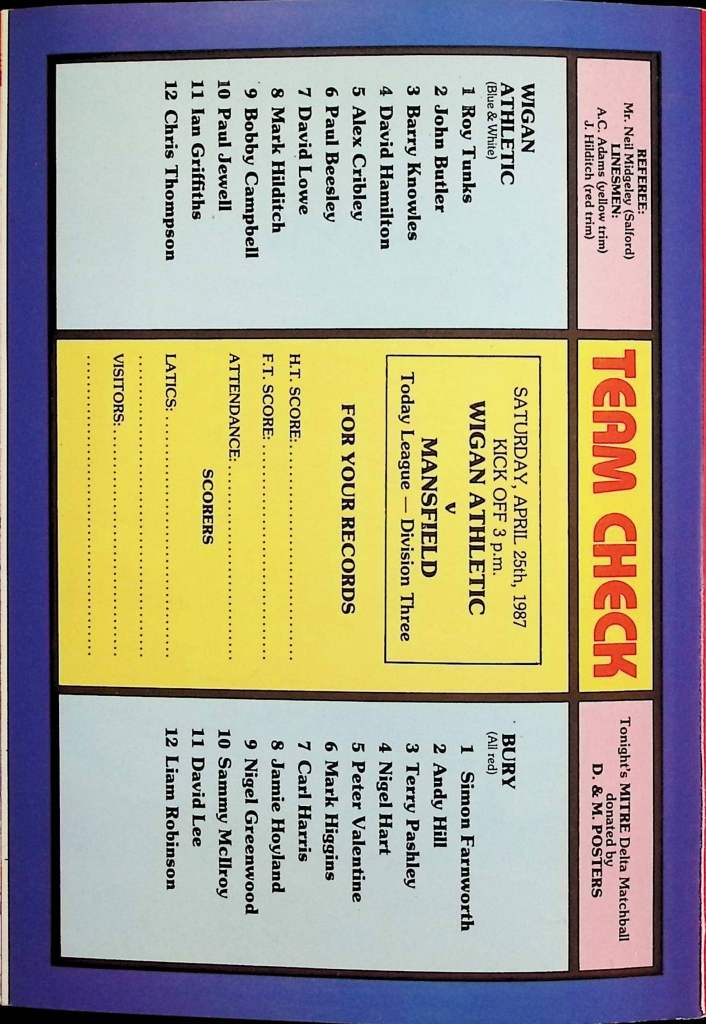 REFEREE:
Mr. Neil Midgeley (Salford)
LINESMEN:
A.C. Adams (yellow trim)
J. Hilditch (red trim)
TEAM CHECK
Tonight's MITRE Delta Matchball
donated by
D. & M. POSTERS
WIGAN
ATHLETIC
(Blue & White)
1 Roy Tunks
2 John Butler
3 Barry Knowles
4 David Hamilton
5 Alex Cribley
6 Paul Beesley
7 David Lowe
8 Mark Hilditch
9 Bobby Campbell
10 Paul Jewell
11 Ian Griffiths
12 Chris Thompson
SATURDAY, APRIL 25th, 1987
KICK OFF 3 p.m.
WIGAN ATHLETIC
v
MANSFIELD
Today League — Division Three
FOR YOUR RECORDS
H.T. SCORE:
F.T. SCORE:
ATTENDANCE:
SCORERS
LATICS:
VISITORS:
BURY
(All red)
1 Simon Farnworth
2 Andy Hill
3 Terry Pashley
4 Nigel Hart
5 Peter Valentine
6 Mark Higgins
7 Carl Harris
8 Jamie Hoyland
9 Nigel Greenwood
10 Sammy McIlroy
11 David Lee
12 Liam Robinson